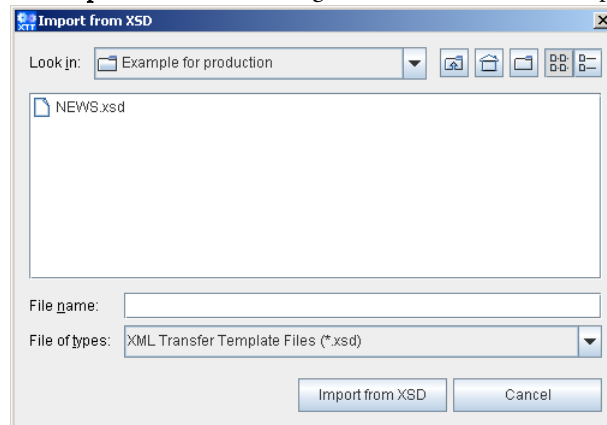 XTT Import from XSD
Look in: Example for production
NEWS.xsd
File name:
File of types: XML Transfer Template Files (*.xsd)
Import from XSD Cancel